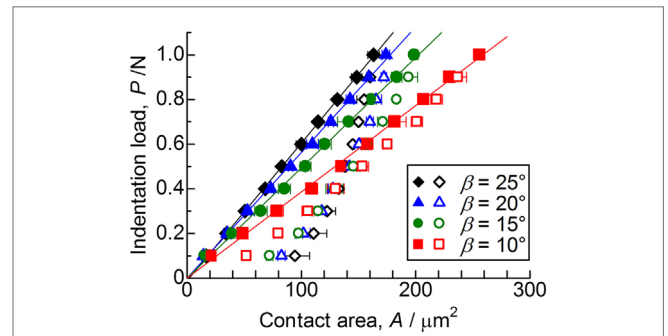 Indentation load, P /N
1.0
0.8
0.6
0.4
0.2
0
0
100
200
300
Contact area, A / μm²
β = 25°
β = 20°
β = 15°
β = 10°